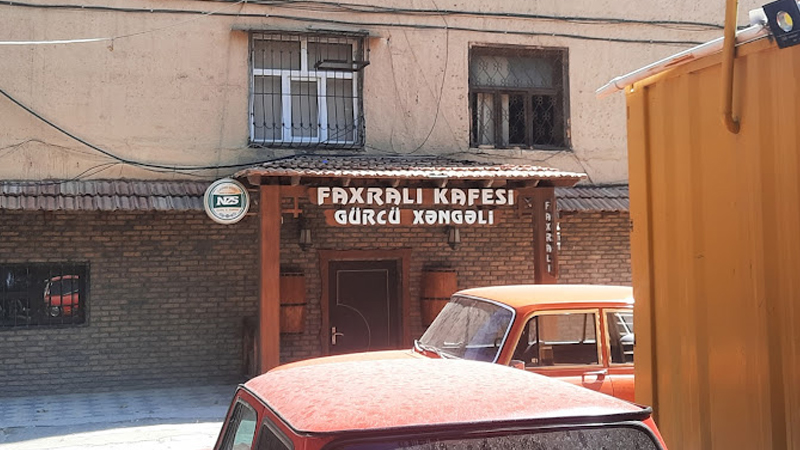 FAXRALI KAFESİ
GÜRCÜ XƏNGƏLİ
NZS
FAXRALI